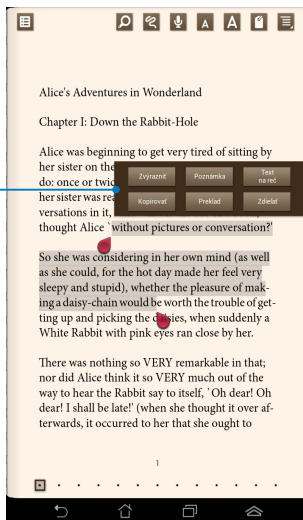 Alice's Adventures in Wonderland
Chapter I: Down the Rabbit-Hole
Alice was beginning to get very tired of sitting by
her sister on the
do: once or twic
her sister was rea
versations in it,
thought Alice `without pictures or conversation?'
Zvýrazniť
Poznámka
Text
na reč
Kopírovať
Preklad
Zdielať
So she was considering in her own mind (as well
as she could, for the hot day made her feel very
sleepy and stupid), whether the pleasure of mak-
ing a daisy-chain would be worth the trouble of get-
ting up and picking the daisies, when suddenly a
White Rabbit with pink eyes ran close by her.
There was nothing so VERY remarkable in that;
nor did Alice think it so VERY much out of the
way to hear the Rabbit say to itself, `Oh dear! Oh
dear! I shall be late!' (when she thought it over af-
terwards, it occurred to her that she ought to
1